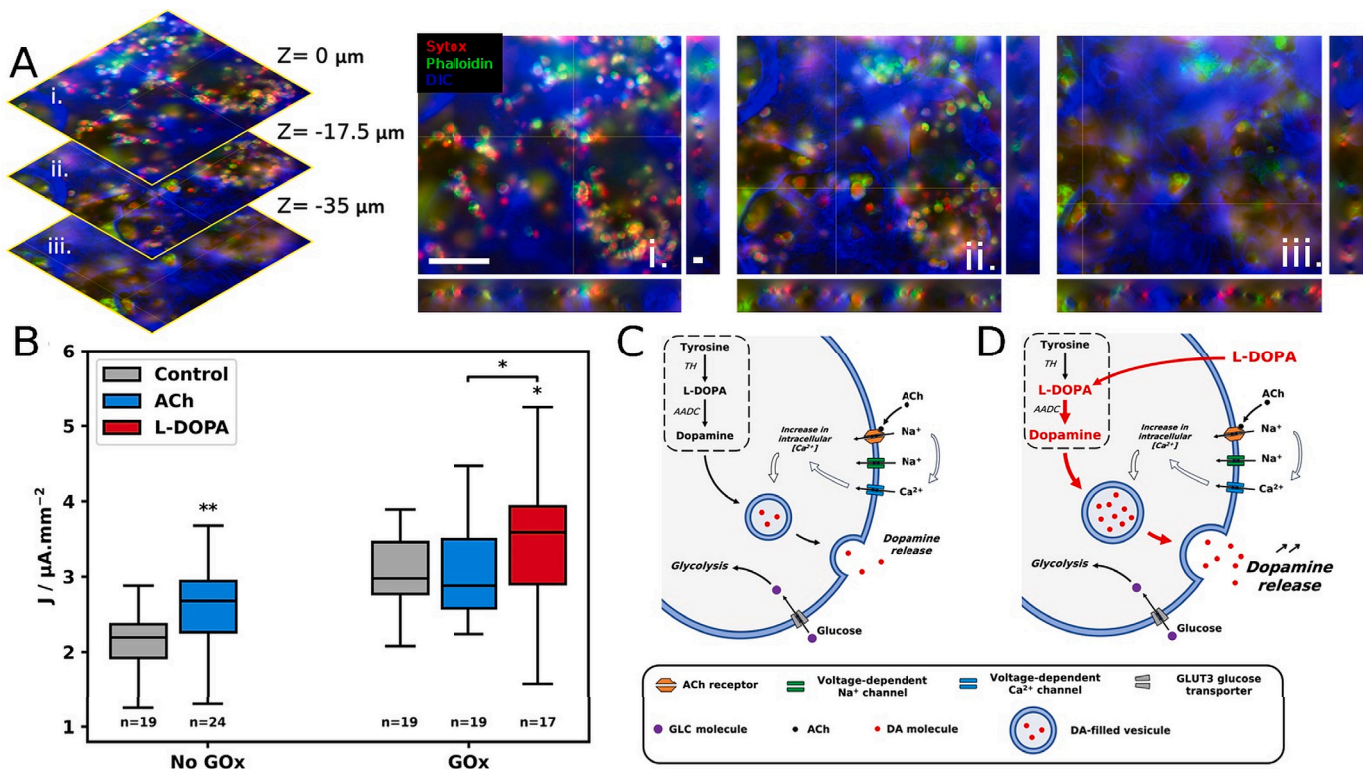 A
Z= 0 μm
Z= -17.5 μm
Z= -35 μm
i.
ii.
iii.
Sytox
Phalloidin
DIC
i.
ii.
iii.
B
J / μA.mm⁻²
6
5
4
3
2
1
Control
ACh
L-DOPA
**
*
*
n=19
n=24
n=19
n=19
n=17
No GOx
GOx
C
Tyrosine
TH
L-DOPA
AADC
Dopamine
Increase in
intracellular
[Ca²⁺]
ACh
Na⁺
Na⁺
Ca²⁺
Dopamine
release
Glycolysis
Glucose
D
Tyrosine
TH
L-DOPA
AADC
Dopamine
L-DOPA
Increase in
intracellular
[Ca²⁺]
ACh
Na⁺
Na⁺
Ca²⁺
Dopamine
release
Glycolysis
Glucose
ACh receptor
Voltage-dependent
Na⁺ channel
Voltage-dependent
Ca²⁺ channel
GLUT3 glucose
transporter
GLC molecule
ACh
DA molecule
DA-filled vesicule